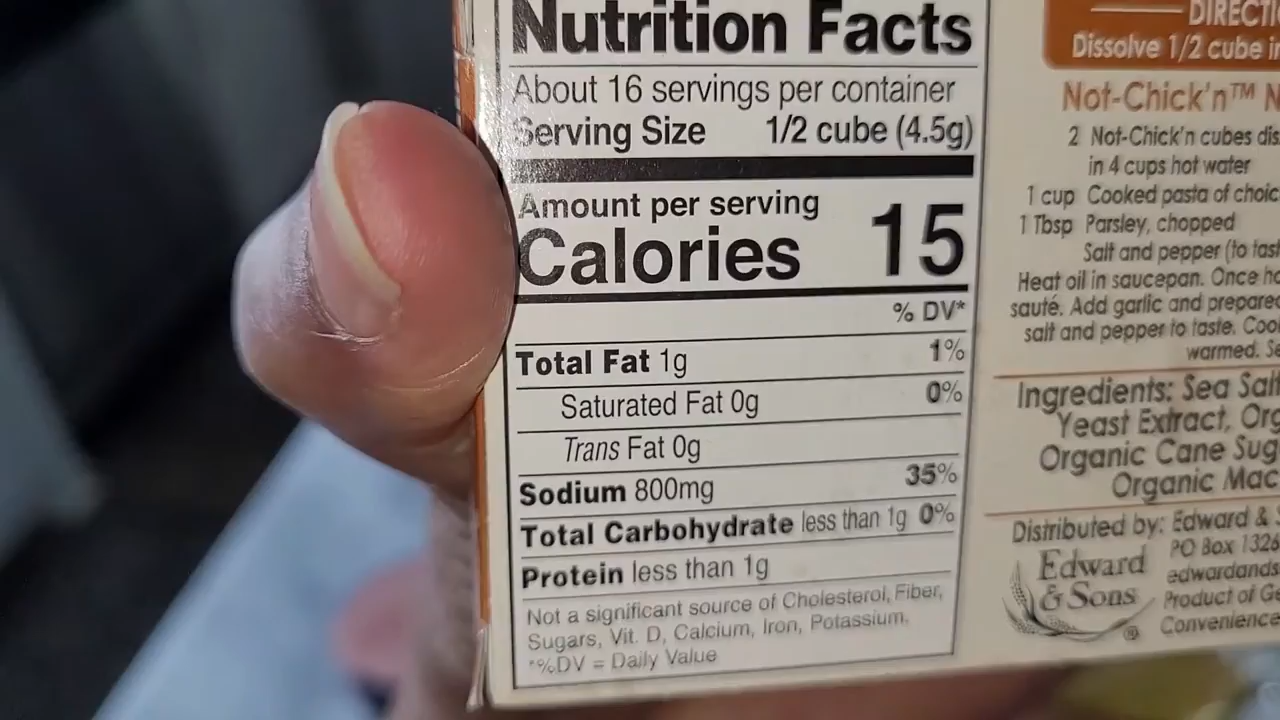 Nutrition Facts
About 16 servings per container
Serving Size 1/2 cube (4.5g)
Amount per serving
Calories 15
% DV*
Total Fat 1g 1%
Saturated Fat 0g 0%
Trans Fat 0g
Sodium 800mg 35%
Total Carbohydrate less than 1g 0%
Protein less than 1g
Not a significant source of Cholesterol, Fiber,
Sugars, Vit. D, Calcium, Iron, Potassium.
*%DV = Daily Value
Dissolve 1/2 cube
Not-Chick'n™
2 Not-Chick'n cubes
in 4 cups hot water
1 cup Cooked pasta of
1 Tbsp Parsley, chopped
Salt and pepper (to
Heat oil in saucepan. Once
sauté. Add garlic and
salt and pepper to taste.
warmed.
Ingredients: Sea
Yeast Extract,
Organic Cane
Organic
Distributed by: Edward &
PO Box 1326
Product of
Convenience
Edward
& Sons
®